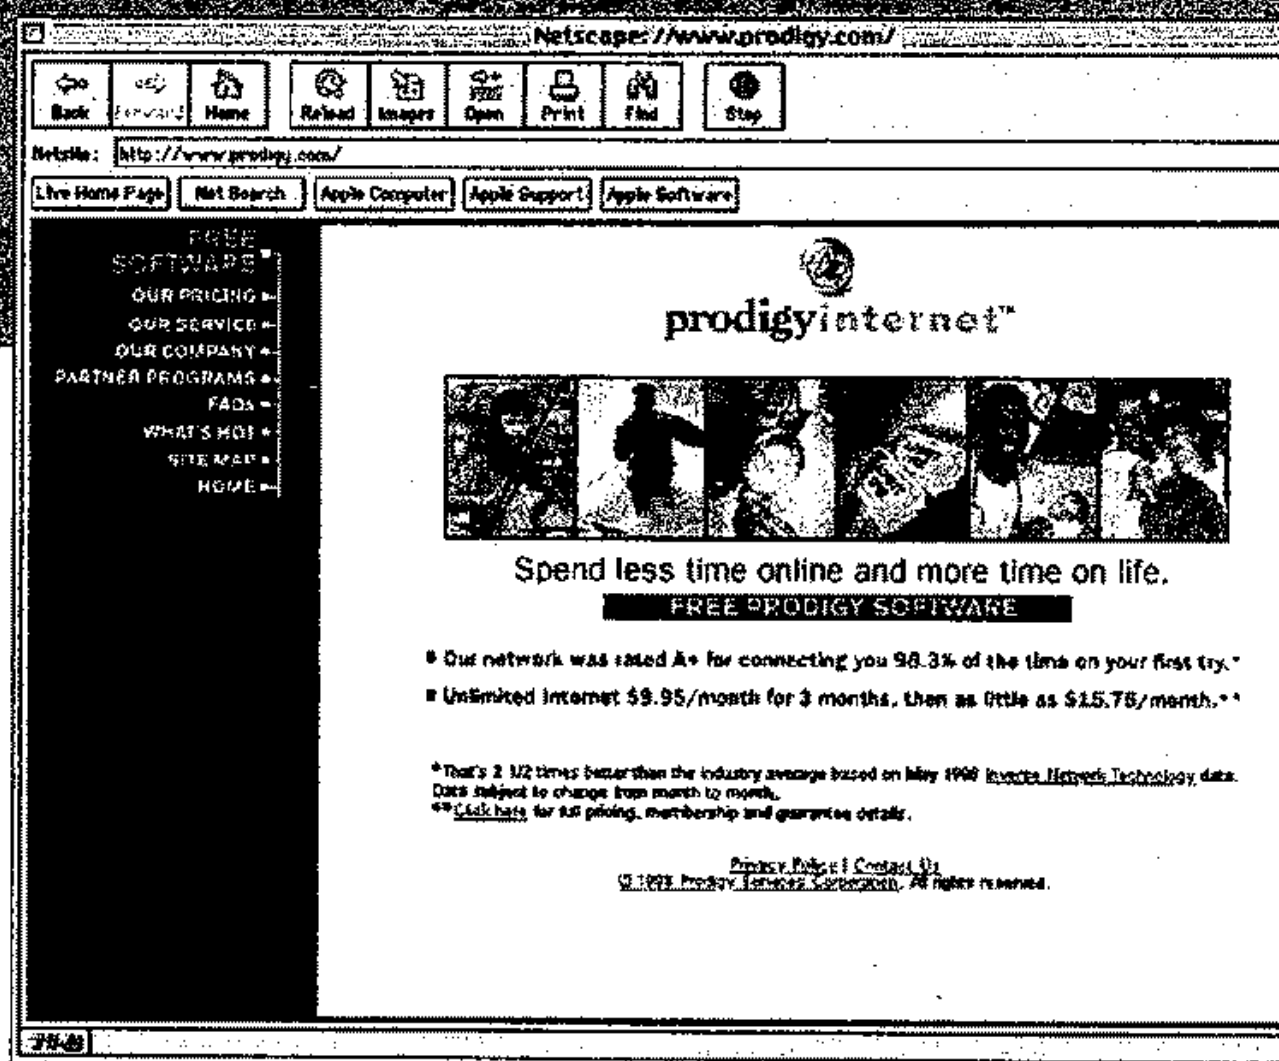 Netscape: //www.prodigy.com/
Back Forward Home Reload Images Open Print Find Stop
Netsite: http://www.prodigy.com/
Live Home Page Net Search Apple Computer Apple Support Apple Software
FREE
SOFTWARE
OUR PRICING
OUR SERVICE
OUR COMPANY
PARTNER PROGRAMS
FAQs
WHAT'S HOT
SITE MAP
HOME
prodigyinternet™
Spend less time online and more time on life.
FREE PRODIGY SOFTWARE
Our network was rated A+ for connecting you 98.3% of the time on your first try.*
Unlimited Internet $9.95/month for 3 months, then as little as /month.**
*That's 2 1/2 times better than the industry average based on May Inverse Network Technology data.
Data subject to change from month to month.
**Click here for full pricing, membership and guarantee details.
Privacy Policy | Contact Us
© Prodigy Services Corporation. All rights reserved.